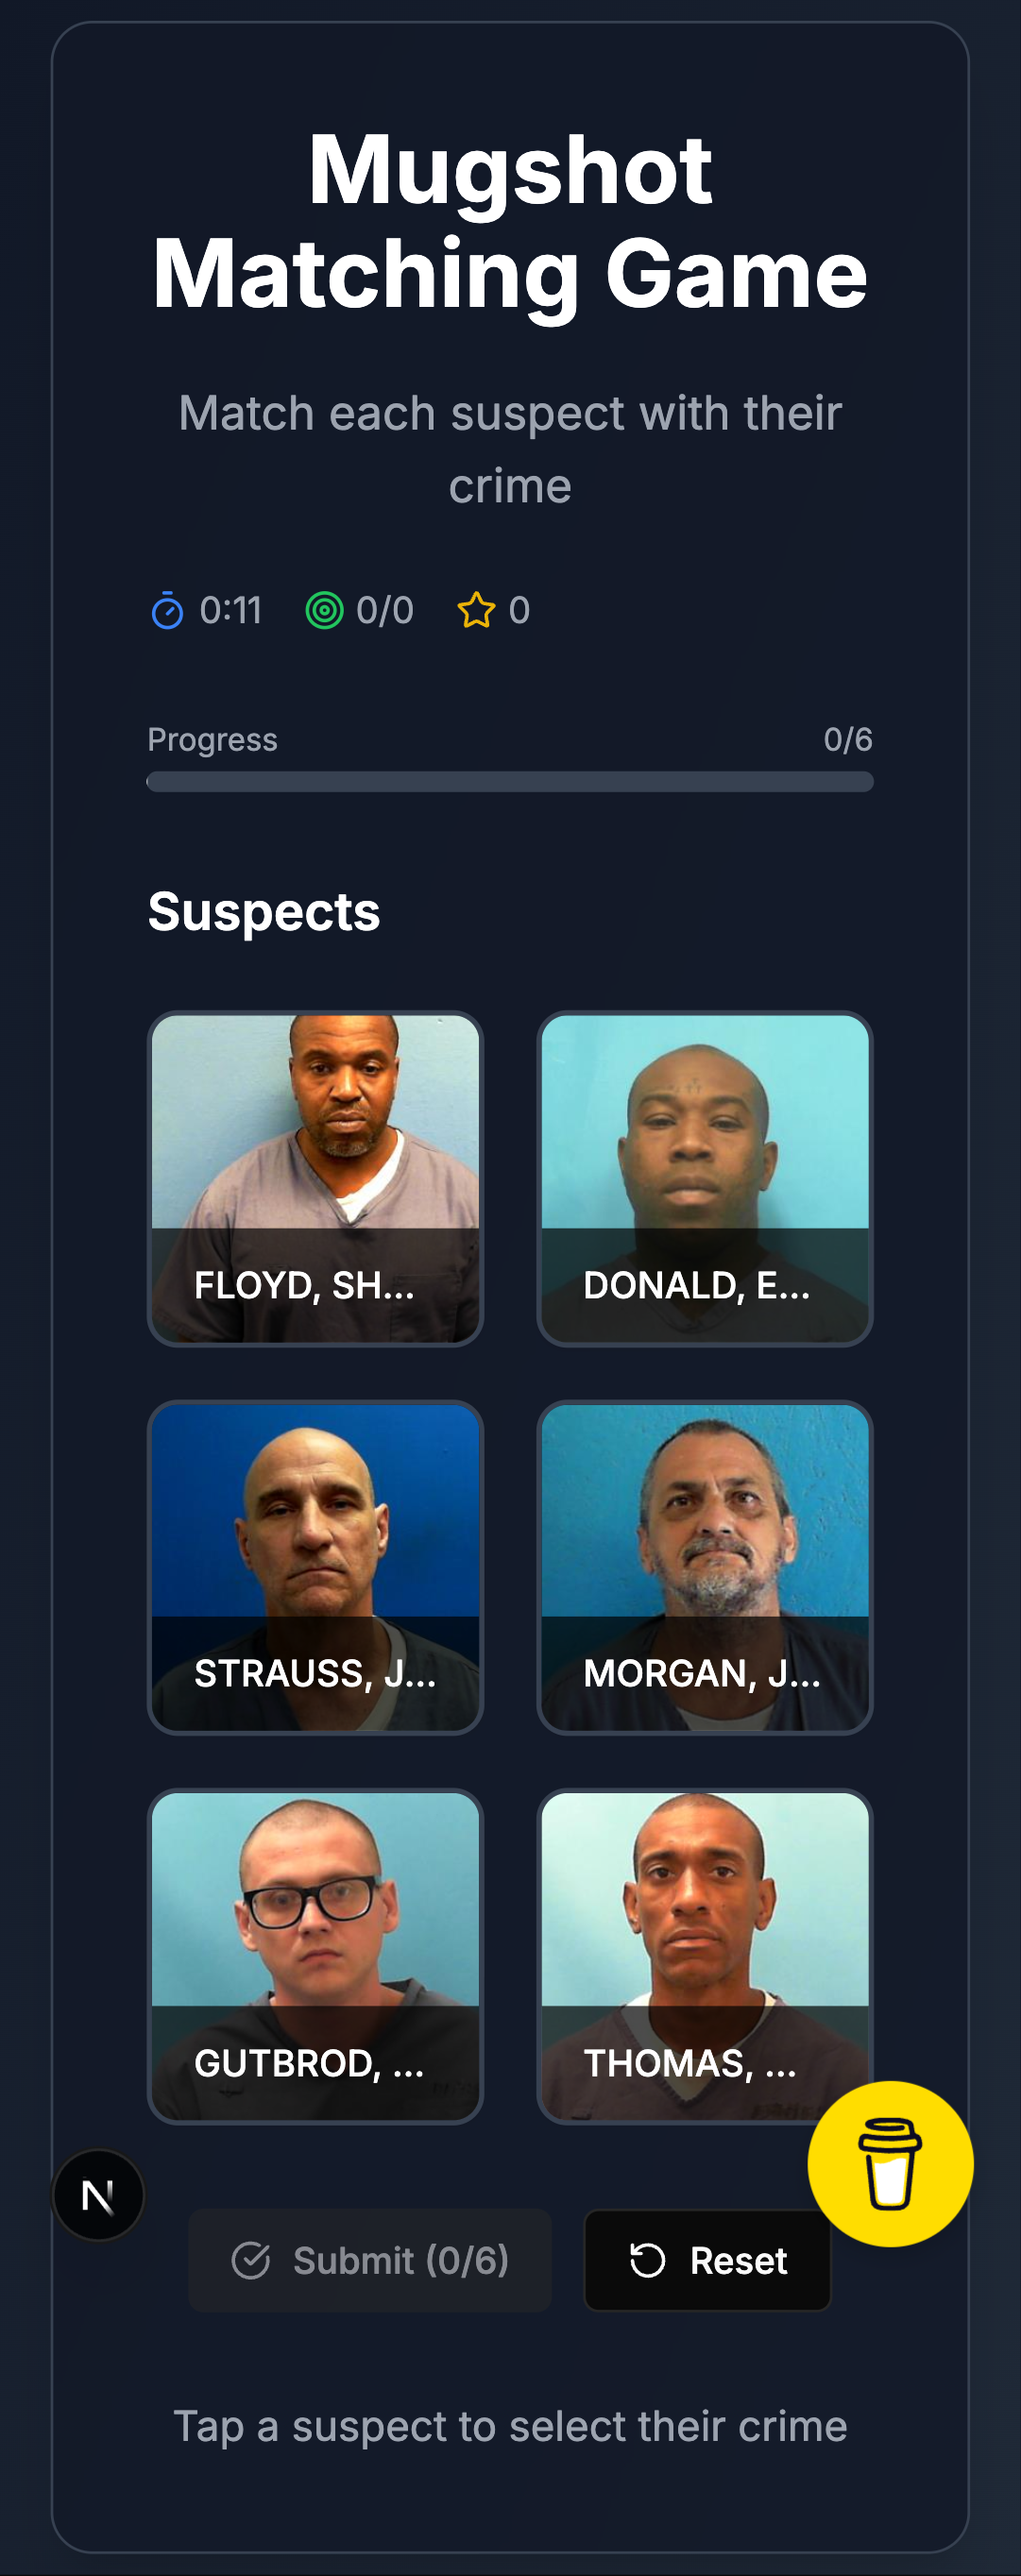 Mugshot
Matching Game
Match each suspect with their
crime
0:11 0/0 0
Progress 0/6
Suspects
FLOYD, SH... DONALD, E...
STRAUSS, J... MORGAN, J...
GUTBROD, ... THOMAS, ...
N
Submit (0/6) Reset
Tap a suspect to select their crime